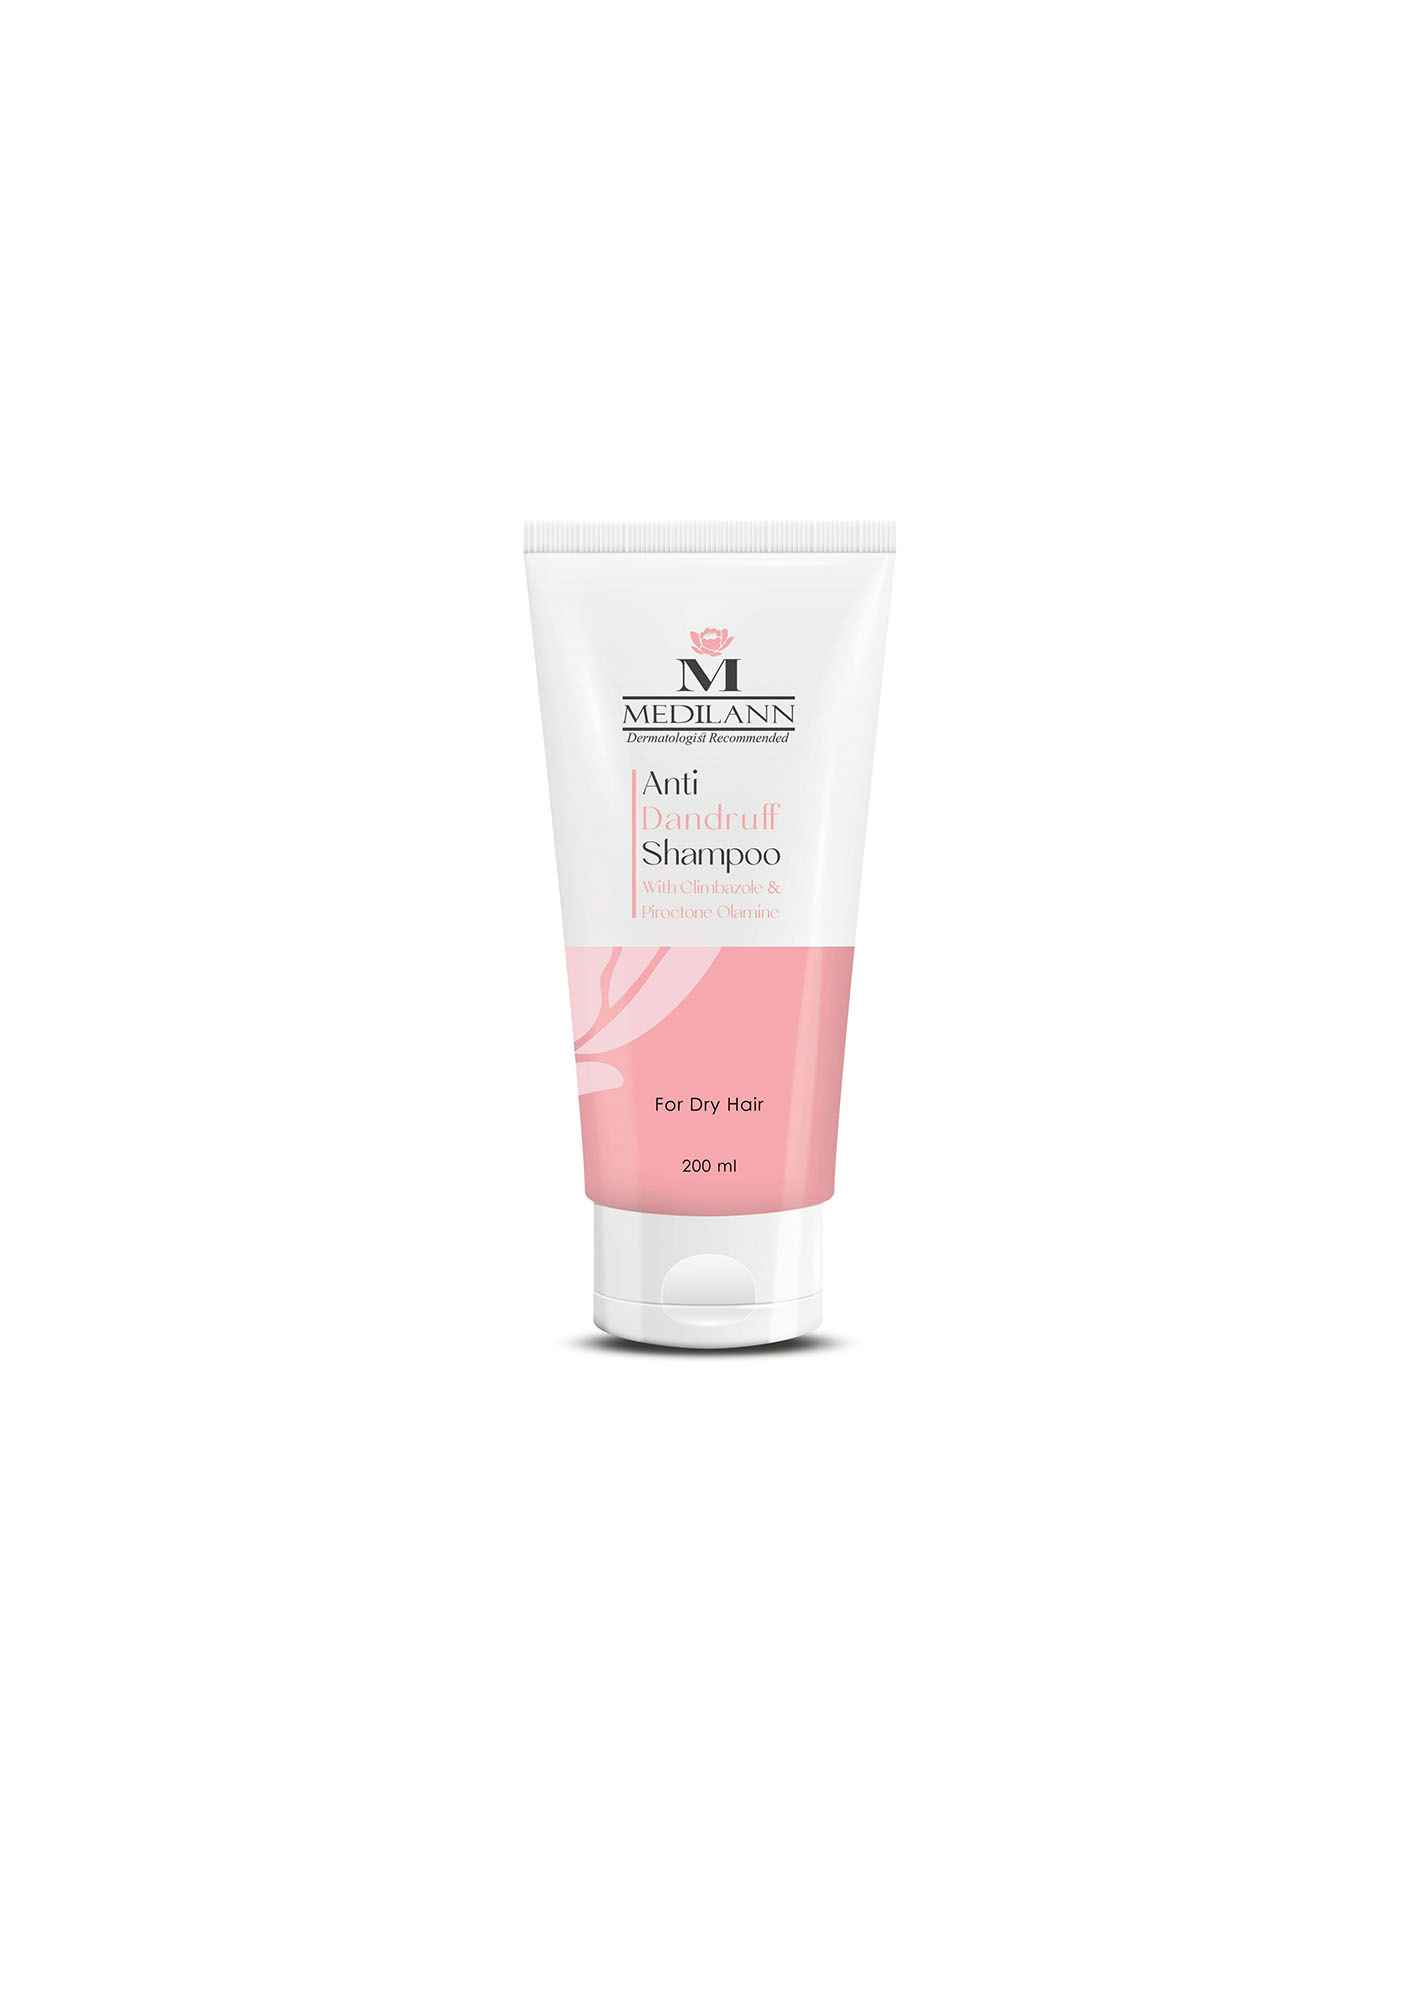 M
MEDILANN
Dermatologist Recommended
Anti
Dandruff
Shampoo
With Climbazole &
Piroctone Olamine
For Dry Hair
200 ml